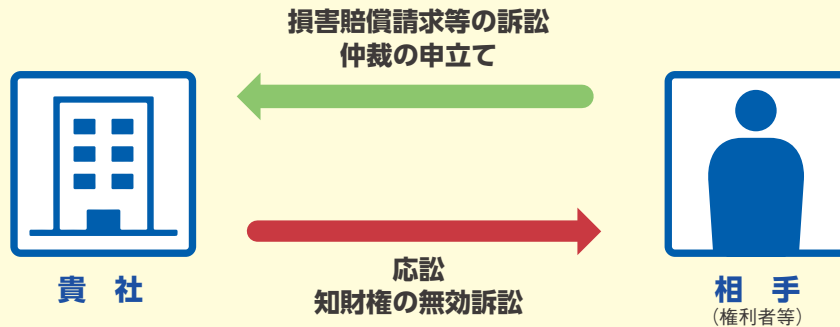 損害賠償請求等の訴訟
仲裁の申立て
応訴
知財権の無効訴訟
貴 社
相 手
（権利者等）